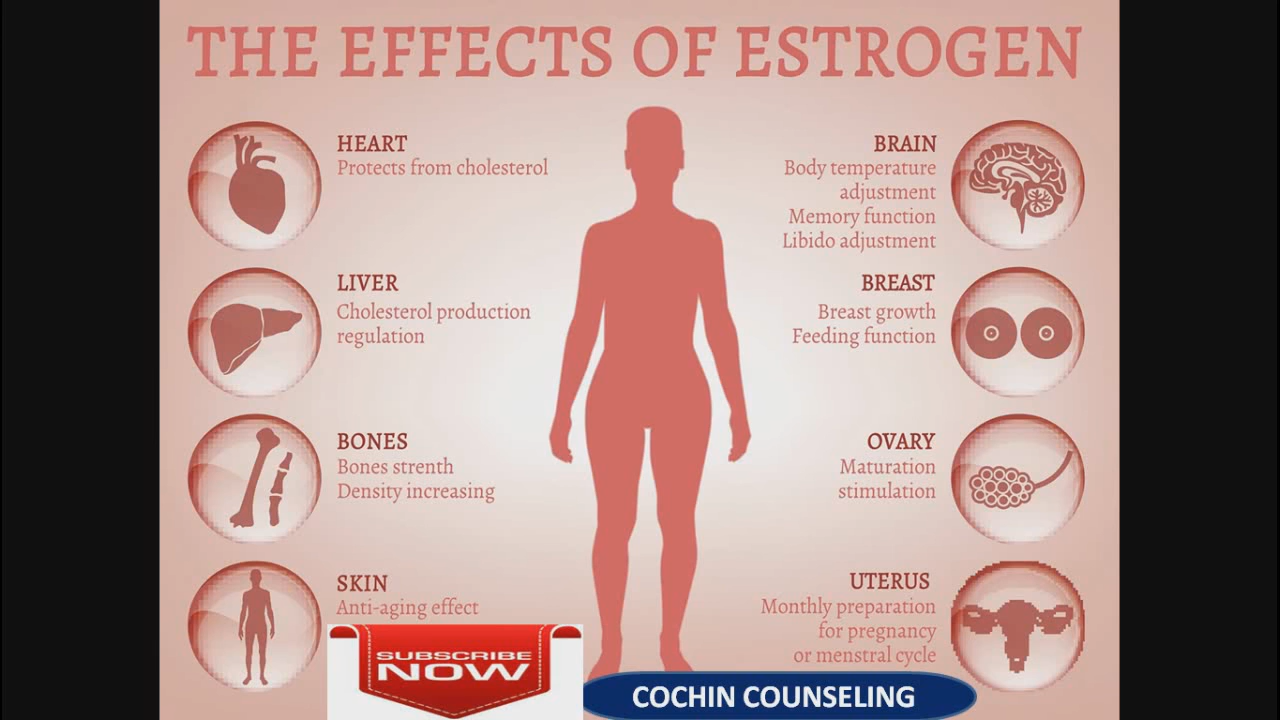 THE EFFECTS OF ESTROGEN
HEART
Protects from cholesterol
LIVER
Cholesterol production
regulation
BONES
Bones strenth
Density increasing
SKIN
Anti-aging effect
BRAIN
Body temperature
adjustment
Memory function
Libido adjustment
BREAST
Breast growth
Feeding function
OVARY
Maturation
stimulation
UTERUS
Monthly preparation
for pregnancy
or menstral cycle
SUBSCRIBE
NOW
COCHIN COUNSELING